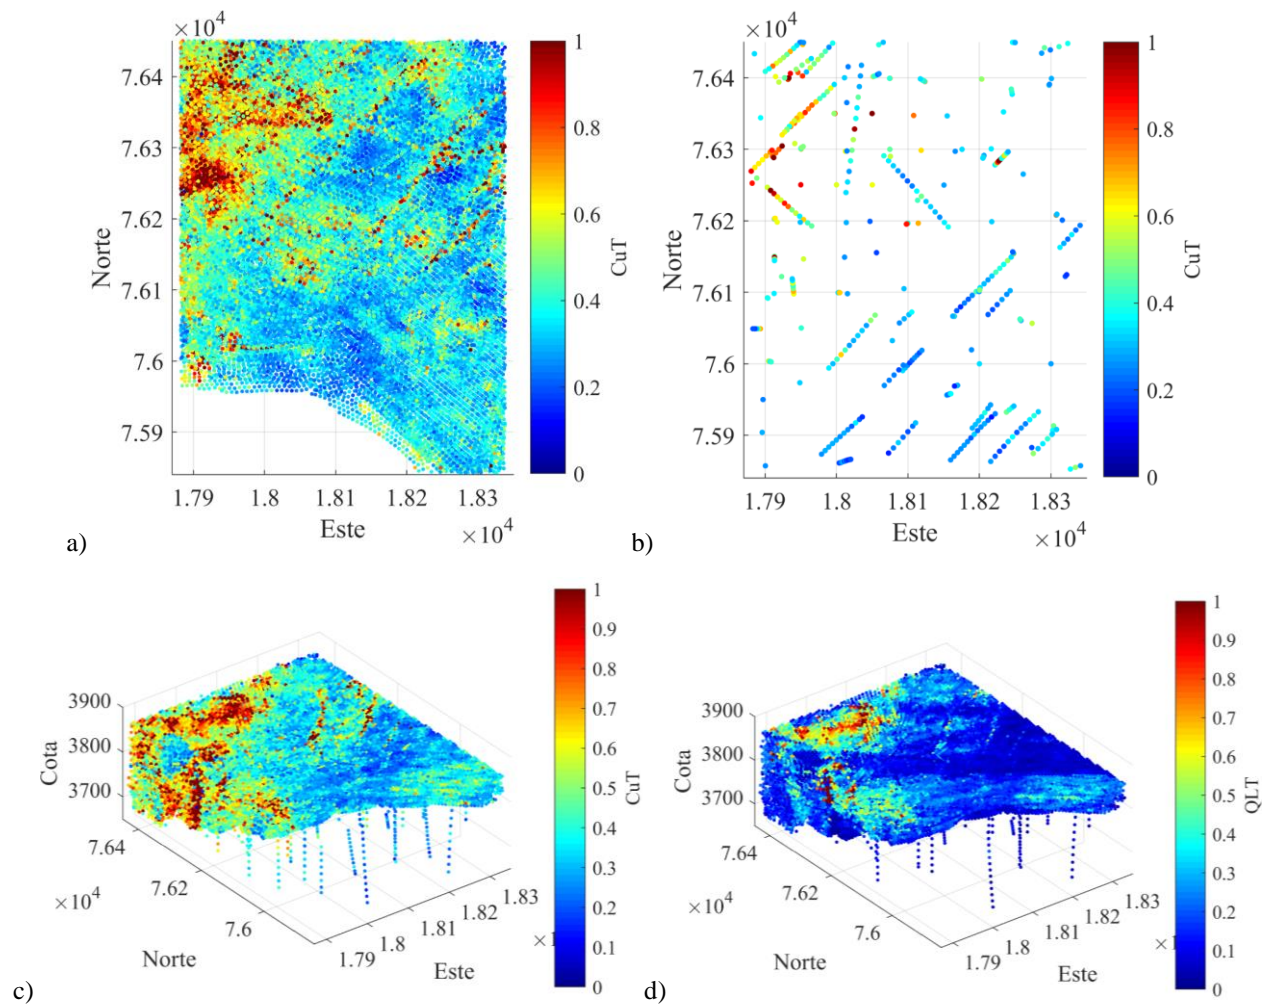 ×10⁴
7.64
7.63
7.62
7.61
7.6
7.59
Norte
1.79 1.8 1.81 1.82 1.83
Este
×10⁴
1
0.8
0.6
0.4
0.2
0
CuT
a)
×10⁴
7.64
7.63
7.62
7.61
7.6
7.59
Norte
1.79 1.8 1.81 1.82 1.83
Este
×10⁴
1
0.8
0.6
0.4
0.2
0
CuT
b)
3900
3800
3700
Cota
7.64
7.62
7.6
×10⁴
Norte
1.79 1.8 1.81 1.82 1.83
Este
1
0.9
0.8
0.7
0.6
0.5
0.4
0.3
0.2
0.1
0
CuT
c)
3900
3800
3700
Cota
7.64
7.62
7.6
×10⁴
Norte
1.79 1.8 1.81 1.82 1.83
Este
1
0.9
0.8
0.7
0.6
0.5
0.4
0.3
0.2
0.1
0
QLT
d)